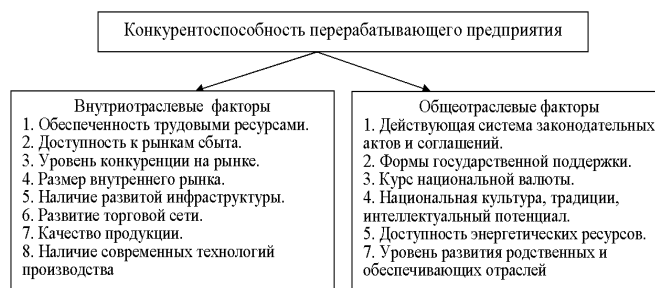 Конкурентоспособность перерабатывающего предприятия
Внутриотраслевые факторы
1. Обеспеченность трудовыми ресурсами.
2. Доступность к рынкам сбыта.
3. Уровень конкуренции на рынке.
4. Размер внутреннего рынка.
5. Наличие развитой инфраструктуры.
6. Развитие торговой сети.
7. Качество продукции.
8. Наличие современных технологий
производства
Общеотраслевые факторы
1. Действующая система законодательных
актов и соглашений.
2. Формы государственной поддержки.
3. Курс национальной валюты.
4. Национальная культура, традиции,
интеллектуальный потенциал.
5. Доступность энергетических ресурсов.
7. Уровень развития родственных и
обеспечивающих отраслей